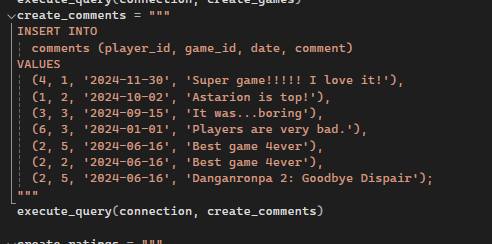 execute_query(connection, create_games)
create_comments = """
INSERT INTO
comments (player_id, game_id, date, comment)
VALUES
(4, 1, '2024-11-30', 'Super game!!!!! I love it!'),
(1, 2, '2024-10-02', 'Astarion is top!'),
(3, 3, '2024-09-15', 'It was...boring'),
(6, 3, '2024-01-01', 'Players are very bad.'),
(2, 5, '2024-06-16', 'Best game 4ever'),
(2, 2, '2024-06-16', 'Best game 4ever'),
(2, 5, '2024-06-16', 'Danganronpa 2: Goodbye Dispair');
"""
execute_query(connection, create_comments)
create_ratings = """